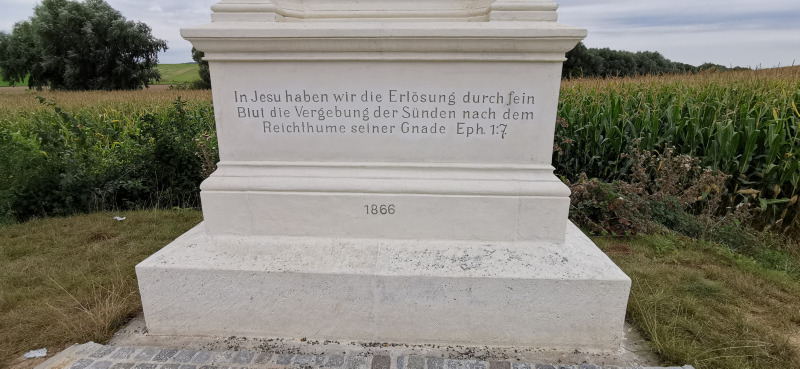 In Jesu haben wir die Erlösung durch ſein
Blut die Vergebung der Sünden nach dem
Reichthume seiner Gnade Eph. 1:7
1866